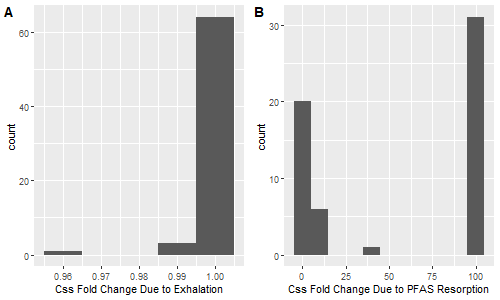 A
count
60
40
20
0
0.96 0.97 0.98 0.99 1.00
Css Fold Change Due to Exhalation
B
count
30
20
10
0
0 25 50 75 100
Css Fold Change Due to PFAS Resorption